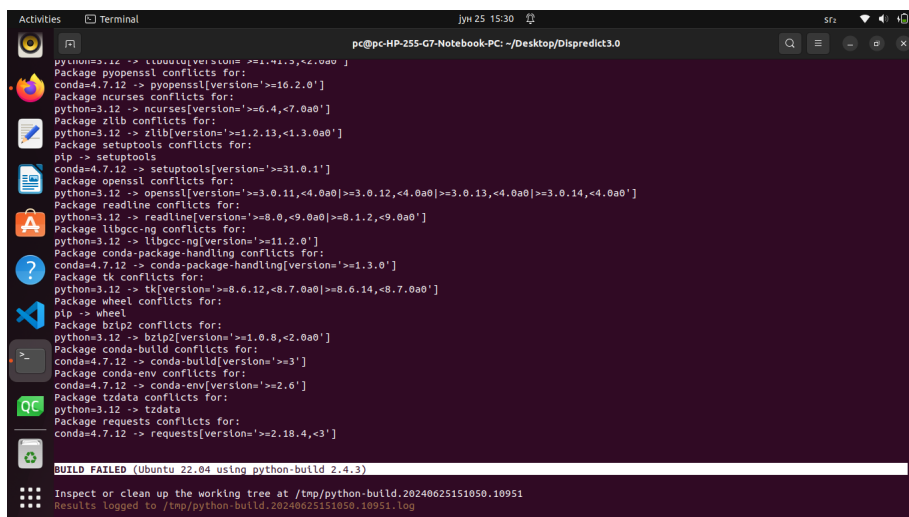 Activities
Terminal
јун 25 15:30
sr₂
pc@pc-HP-255-G7-Notebook-PC: ~/Desktop/Dispredict3.0
python=3.12 -> libuuid[version='>=1.41.5,<2.0a0']
Package pyopenssl conflicts for:
conda=4.7.12 -> pyopenssl[version='>=16.2.0']
Package ncurses conflicts for:
python=3.12 -> ncurses[version='>=6.4,<7.0a0']
Package zlib conflicts for:
python=3.12 -> zlib[version='>=1.2.13,<1.3.0a0']
Package setuptools conflicts for:
pip -> setuptools
conda=4.7.12 -> setuptools[version='>=31.0.1']
Package openssl conflicts for:
python=3.12 -> openssl[version='>=3.0.11,<4.0a0|>=3.0.12,<4.0a0|>=3.0.13,<4.0a0|>=3.0.14,<4.0a0']
Package readline conflicts for:
python=3.12 -> readline[version='>=8.0,<9.0a0|>=8.1.2,<9.0a0']
Package libgcc-ng conflicts for:
python=3.12 -> libgcc-ng[version='>=11.2.0']
Package conda-package-handling conflicts for:
conda=4.7.12 -> conda-package-handling[version='>=1.3.0']
Package tk conflicts for:
python=3.12 -> tk[version='>=8.6.12,<8.7.0a0|>=8.6.14,<8.7.0a0']
Package wheel conflicts for:
pip -> wheel
Package bzip2 conflicts for:
python=3.12 -> bzip2[version='>=1.0.8,<2.0a0']
Package conda-build conflicts for:
conda=4.7.12 -> conda-build[version='>=3']
Package conda-env conflicts for:
conda=4.7.12 -> conda-env[version='>=2.6']
Package tzdata conflicts for:
python=3.12 -> tzdata
Package requests conflicts for:
conda=4.7.12 -> requests[version='>=2.18.4,<3']
BUILD FAILED (Ubuntu 22.04 using python-build 2.4.3)
Inspect or clean up the working tree at /tmp/python-build.20240625151050.10951
Results logged to /tmp/python-build.20240625151050.10951.log
QC